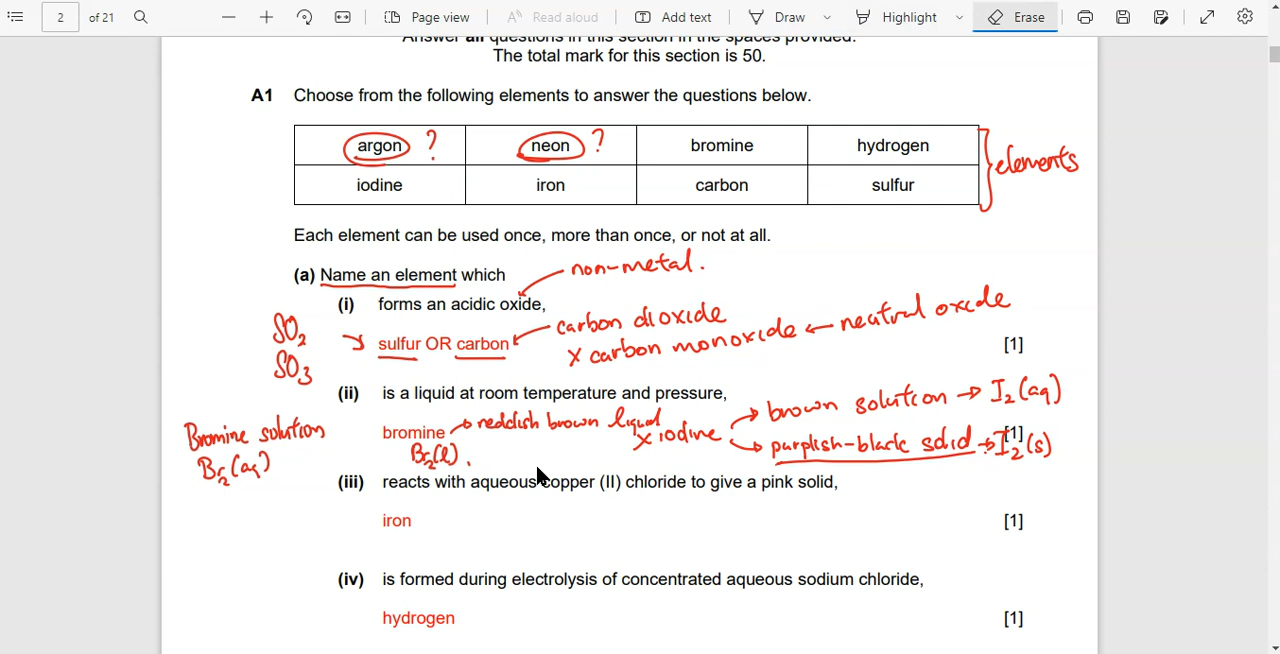 2 of 21 Page view Read aloud Add text Draw Highlight Erase
Answer all questions in this section in the spaces provided.
The total mark for this section is 50.
A1 Choose from the following elements to answer the questions below.
argon ? neon ? bromine hydrogen
iodine iron carbon sulfur
elements
Each element can be used once, more than once, or not at all.
non-metal.
(a) Name an element which
(i) forms an acidic oxide,
SO2
SO3
carbon dioxide
sulfur OR carbon
x carbon monoxide ← neutral oxide
[1]
(ii) is a liquid at room temperature and pressure,
bromine → reddish brown liquid
Br2(l).
x iodine
→ brown solution → I2(aq)
→ purplish-black solid → I2(s)
[1]
Bromine solution
Br2(aq)
(iii) reacts with aqueous copper (II) chloride to give a pink solid,
iron [1]
(iv) is formed during electrolysis of concentrated aqueous sodium chloride,
hydrogen [1]